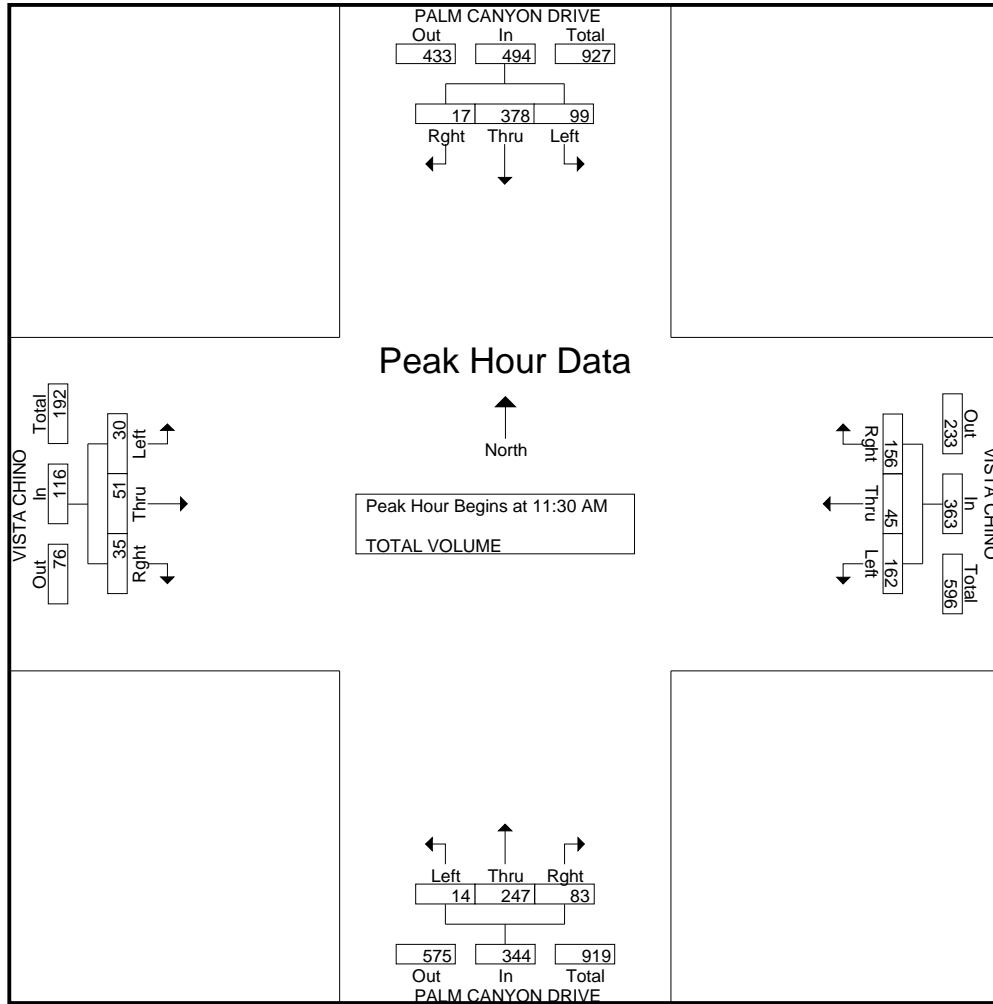 PALM CANYON DRIVE
Out In Total
433 494 927
17 378 99
Rght Thru Left
Peak Hour Data
North
Peak Hour Begins at 11:30 AM
TOTAL VOLUME
VISTA CHINO
Out In Total
76 116 192
Rght Thru Left
35 51 30
VISTA CHINO
Out In Total
233 363 596
156 45 162
Rght Thru Left
Left Thru Rght
14 247 83
575 344 919
Out In Total
PALM CANYON DRIVE